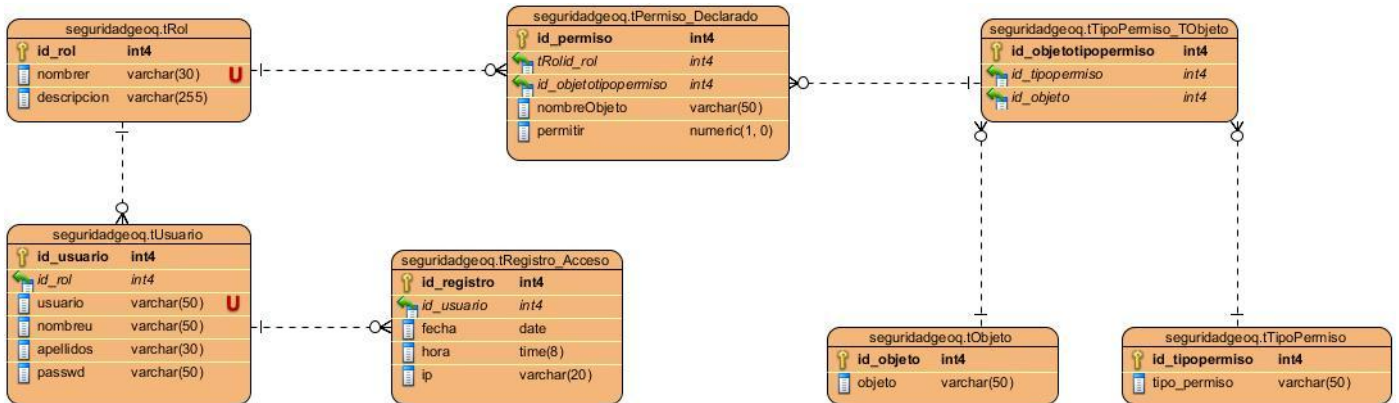 seguridadgeoq.tRol
id_rol int4
nombrer varchar(30) U
descripcion varchar(255)
seguridadgeoq.tPermiso_Declarado
id_permiso int4
tRolid_rol int4
id_objetotipopermiso int4
nombreObjeto varchar(50)
permitir numeric(1, 0)
seguridadgeoq.tTipoPermiso_TObjeto
id_objetotipopermiso int4
id_tipopermiso int4
id_objeto int4
seguridadgeoq.tUsuario
id_usuario int4
id_rol int4
usuario varchar(50) U
nombreu varchar(50)
apellidos varchar(30)
passwd varchar(50)
seguridadgeoq.tRegistro_Acceso
id_registro int4
id_usuario int4
fecha date
hora time(8)
ip varchar(20)
seguridadgeoq.tObjeto
id_objeto int4
objeto varchar(50)
seguridadgeoq.tTipoPermiso
id_tipopermiso int4
tipo_permiso varchar(50)